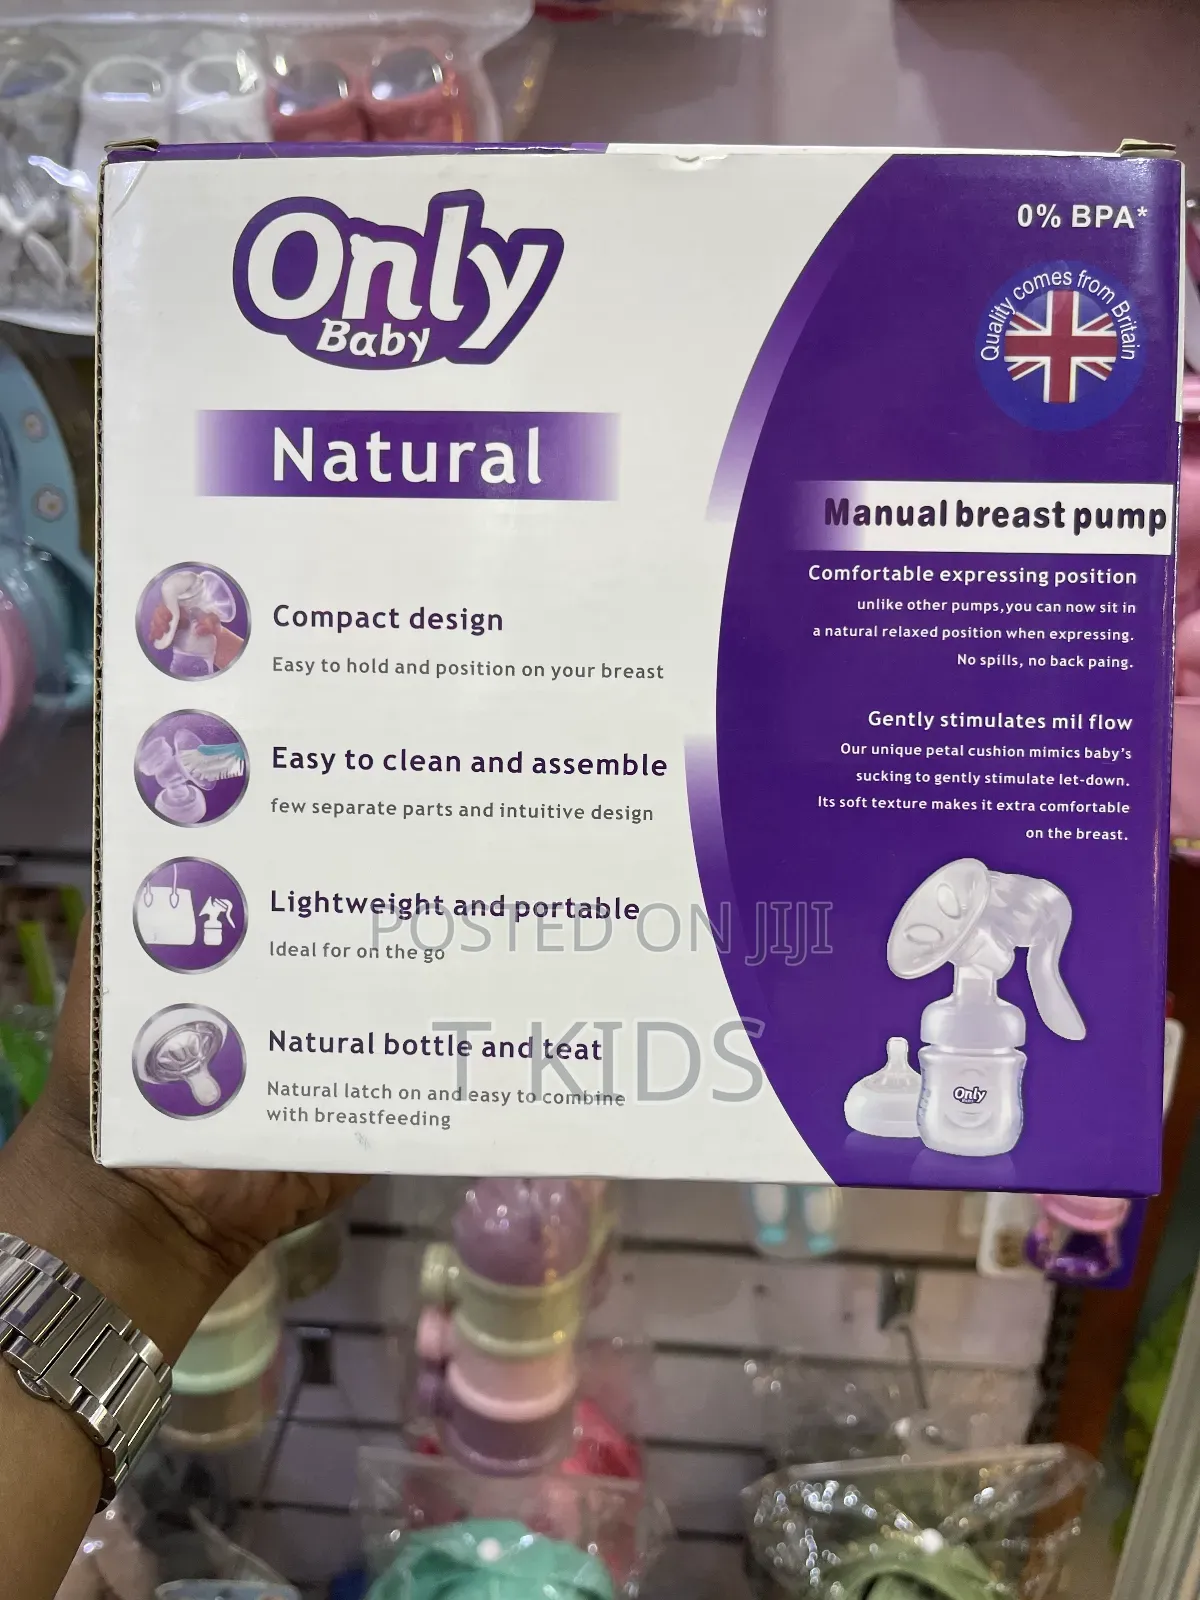 Only
Baby
Natural
Compact design
Easy to hold and position on your breast
Easy to clean and assemble
few separate parts and intuitive design
Lightweight and portable
Ideal for on the go
Natural bottle and teat
Natural latch on and easy to combine
with breastfeeding
0% BPA*
Quality comes from Britain
Manual breast pump
Comfortable expressing position
unlike other pumps,you can now sit in
a natural relaxed position when expressing.
No spills, no back paing.
Gently stimulates mil flow
Our unique petal cushion mimics baby's
sucking to gently stimulate let-down.
Its soft texture makes it extra comfortable
on the breast.
Only
POSTED ON JIJI
T KIDS